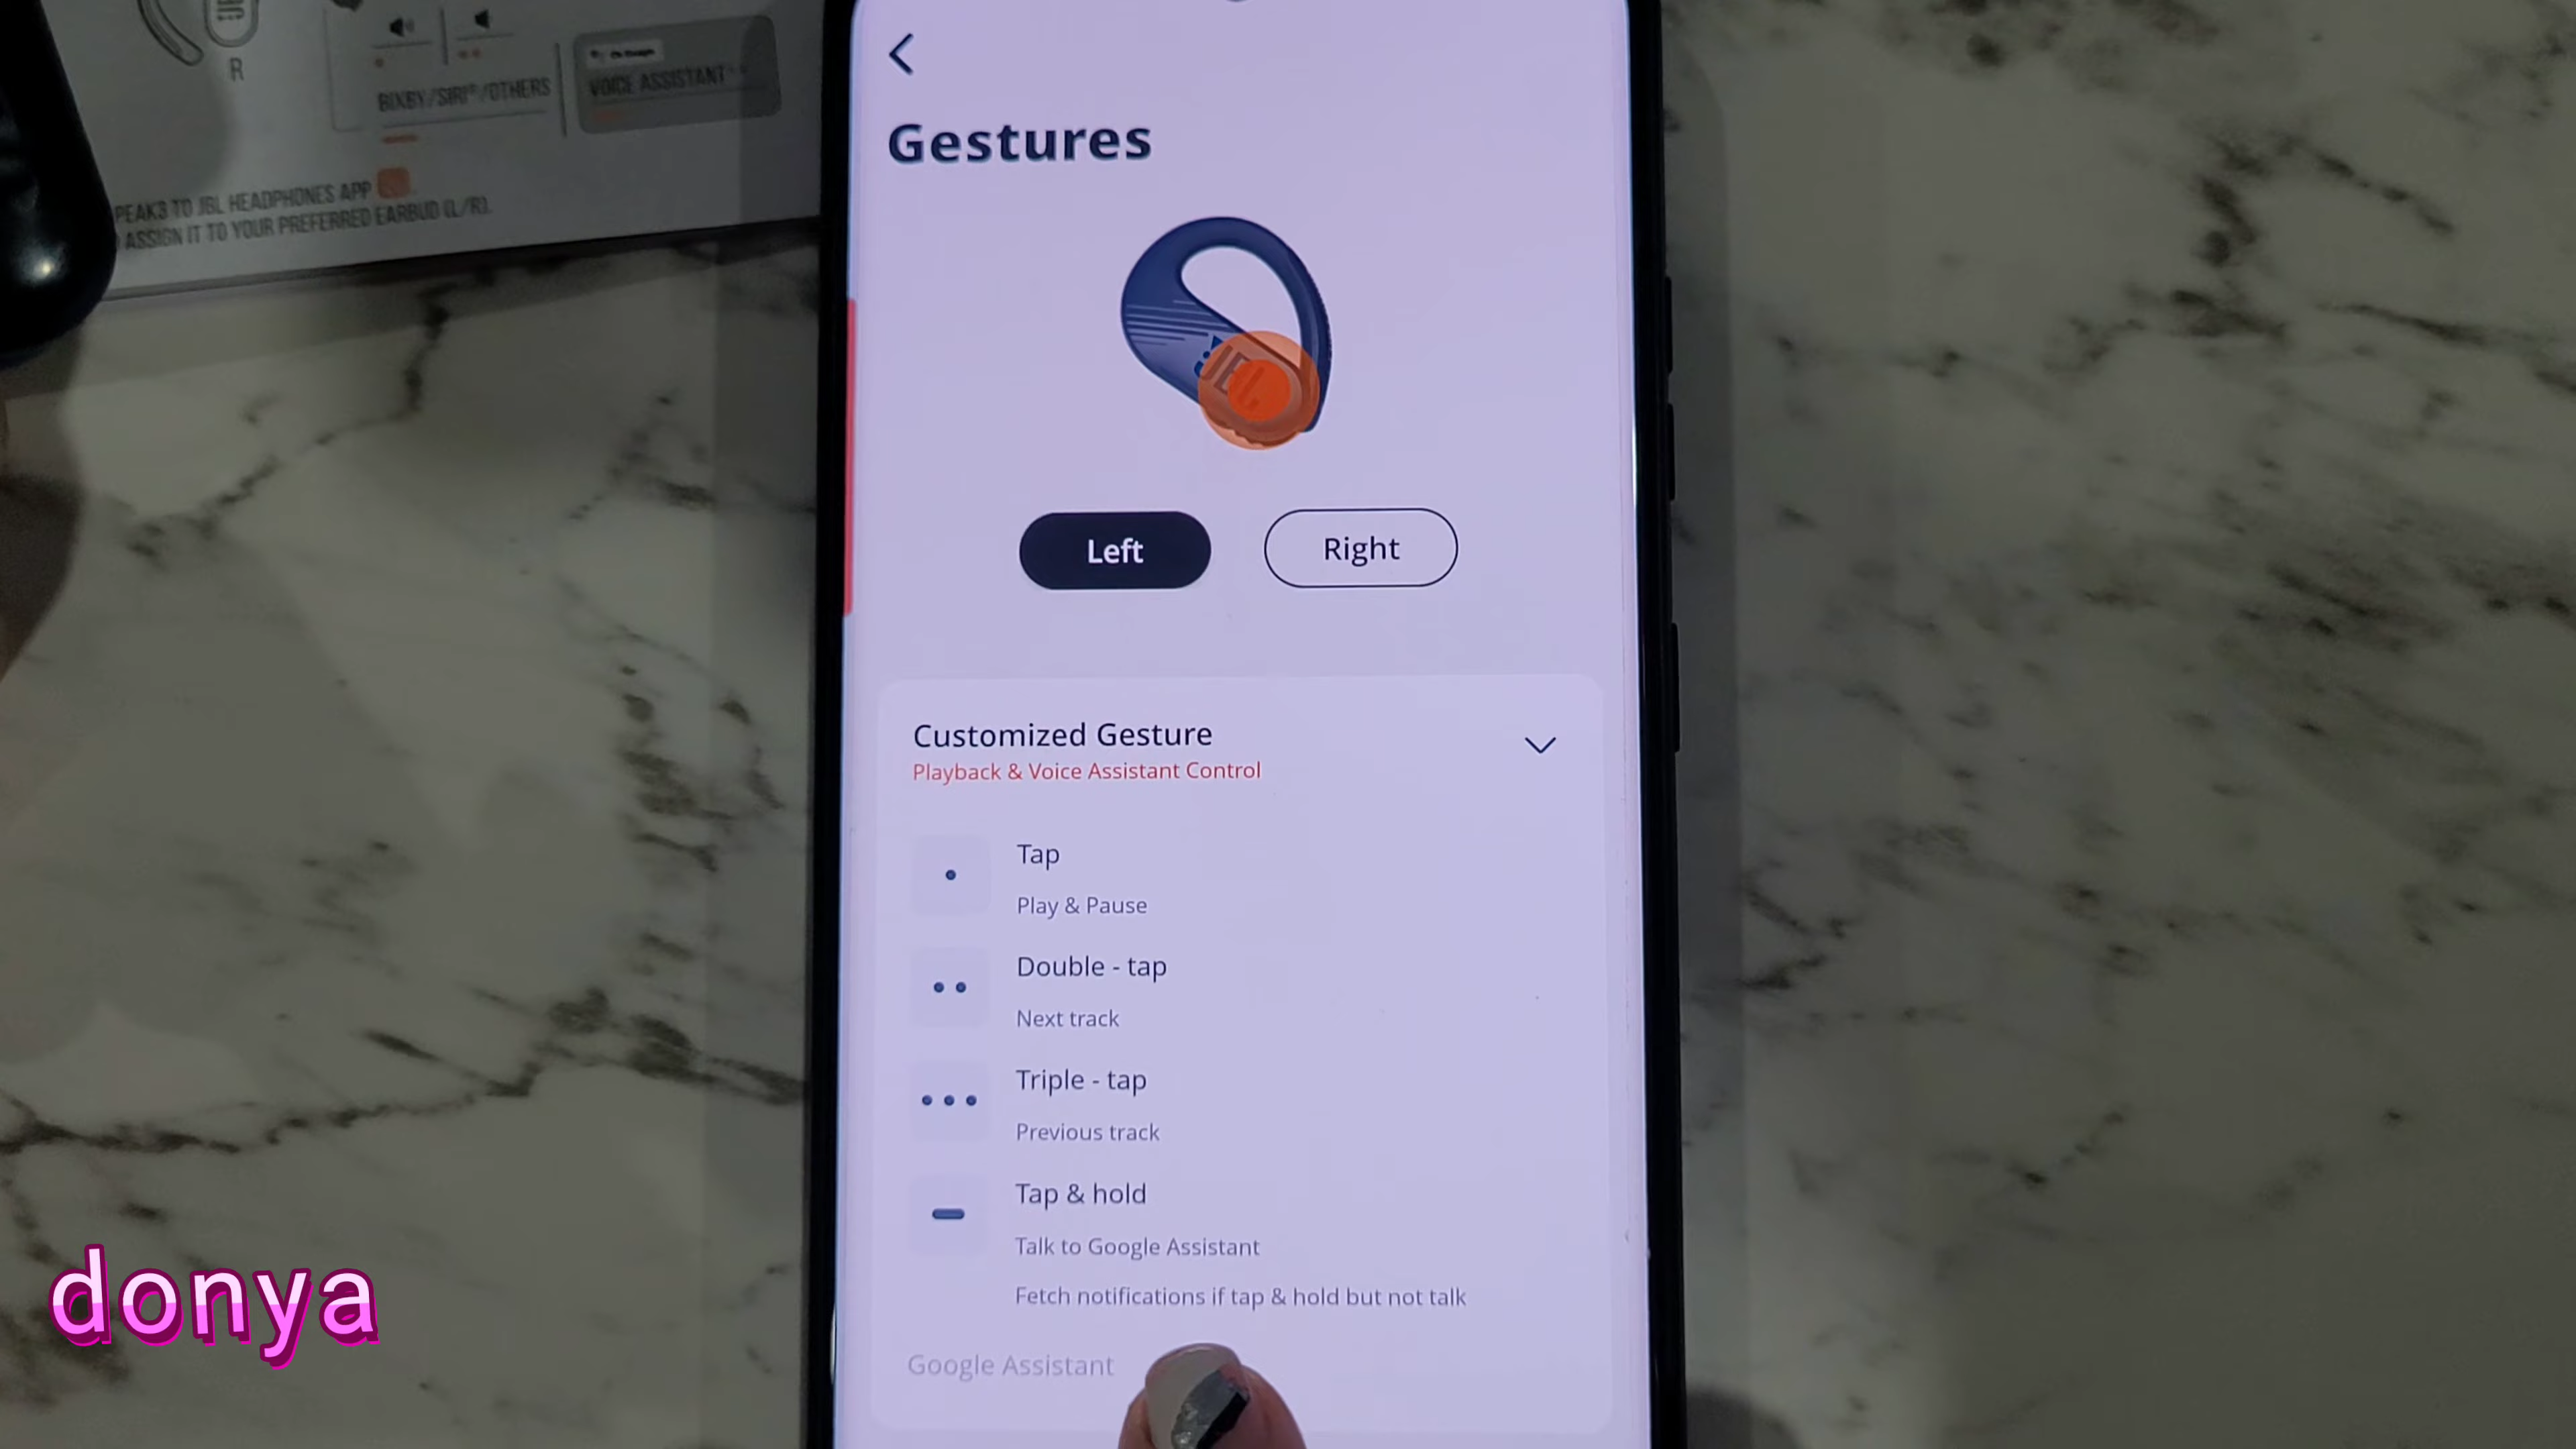 R
BIXBY/SIRI®/OTHERS
VOICE ASSISTANT
PEAK3 TO JBL HEADPHONES APP
ASSIGN IT TO YOUR PREFERRED EARBUD (L/R).
Gestures
JBL
Left
Right
Customized Gesture
Playback & Voice Assistant Control
Tap
Play & Pause
Double - tap
Next track
Triple - tap
Previous track
Tap & hold
Talk to Google Assistant
Fetch notifications if tap & hold but not talk
Google Assistant
donya